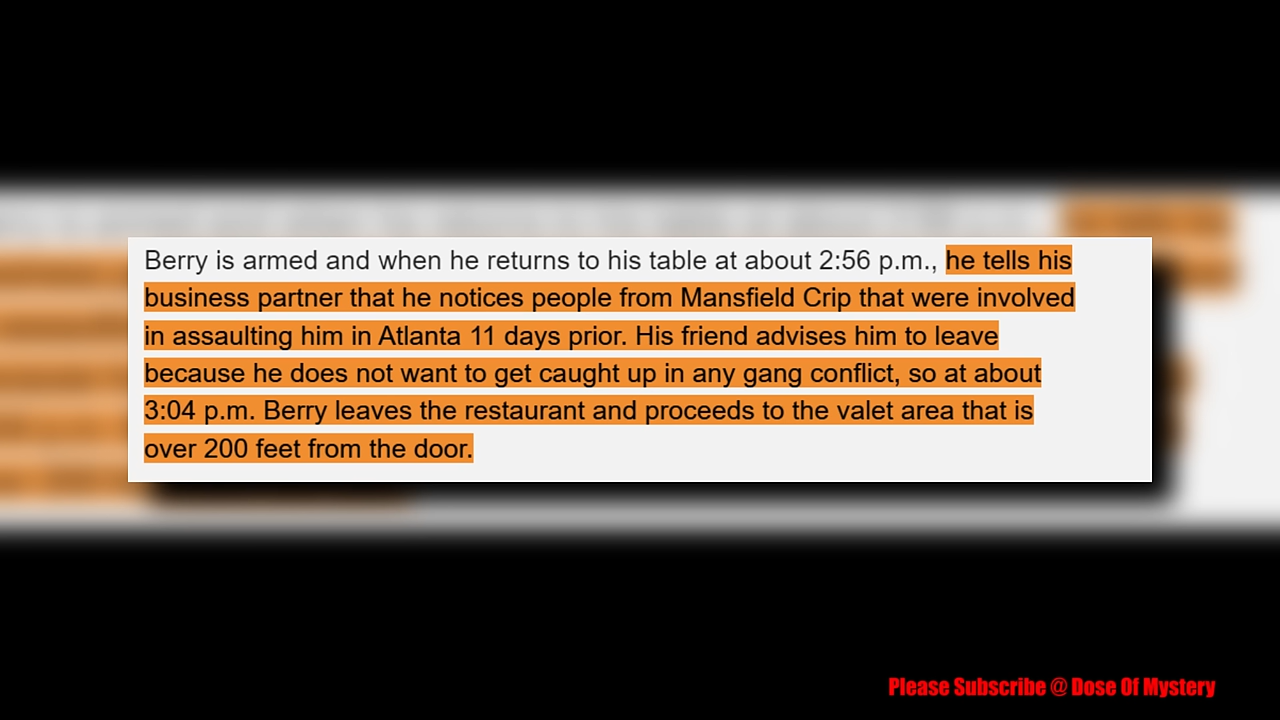 Berry is armed and when he returns to his table at about 2:56 p.m., he tells his
business partner that he notices people from Mansfield Crip that were involved
in assaulting him in Atlanta 11 days prior. His friend advises him to leave
because he does not want to get caught up in any gang conflict, so at about
3:04 p.m. Berry leaves the restaurant and proceeds to the valet area that is
over 200 feet from the door.
Please Subscribe @ Dose Of Mystery